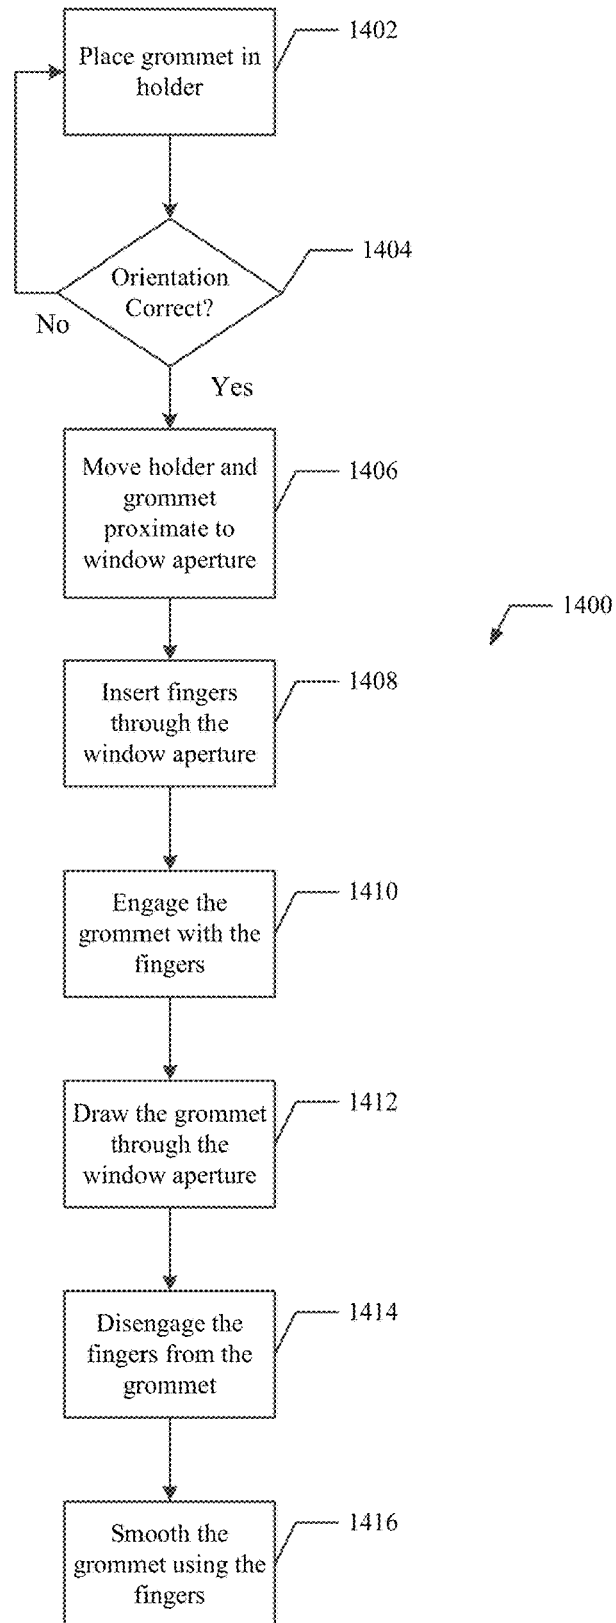 Place grommet in
holder
1402
Orientation
Correct?
1404
No
Yes
Move holder and
grommet
proximate to
window aperture
1406
1400
Insert fingers
through the
window aperture
1408
Engage the
grommet with the
fingers
1410
Draw the grommet
through the
window aperture
1412
Disengage the
fingers from the
grommet
1414
Smooth the
grommet using the
fingers
1416